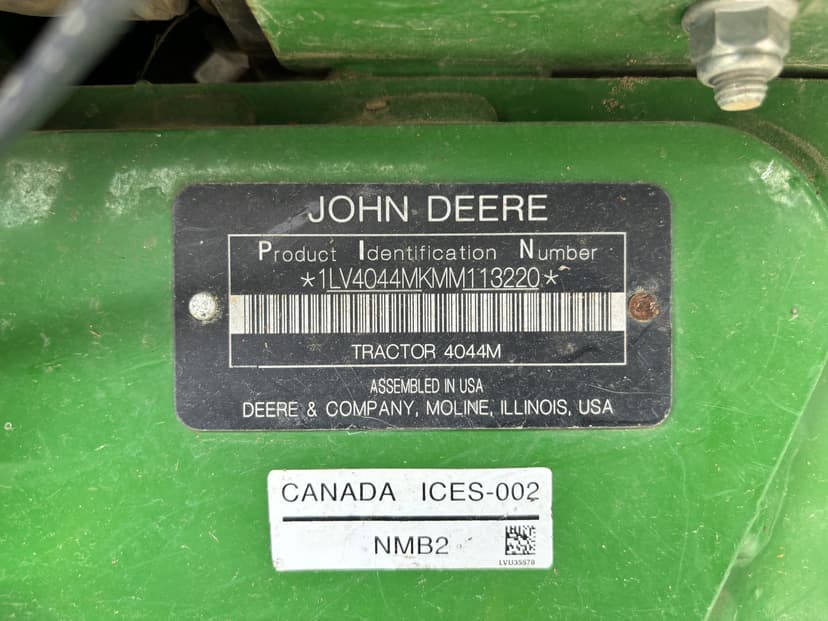 JOHN DEERE
Product Identification Number
*1LV4044MKMM113220*
TRACTOR 4044M
ASSEMBLED IN USA
DEERE & COMPANY, MOLINE, ILLINOIS, USA
CANADA ICES-002
NMB2
LVU35578